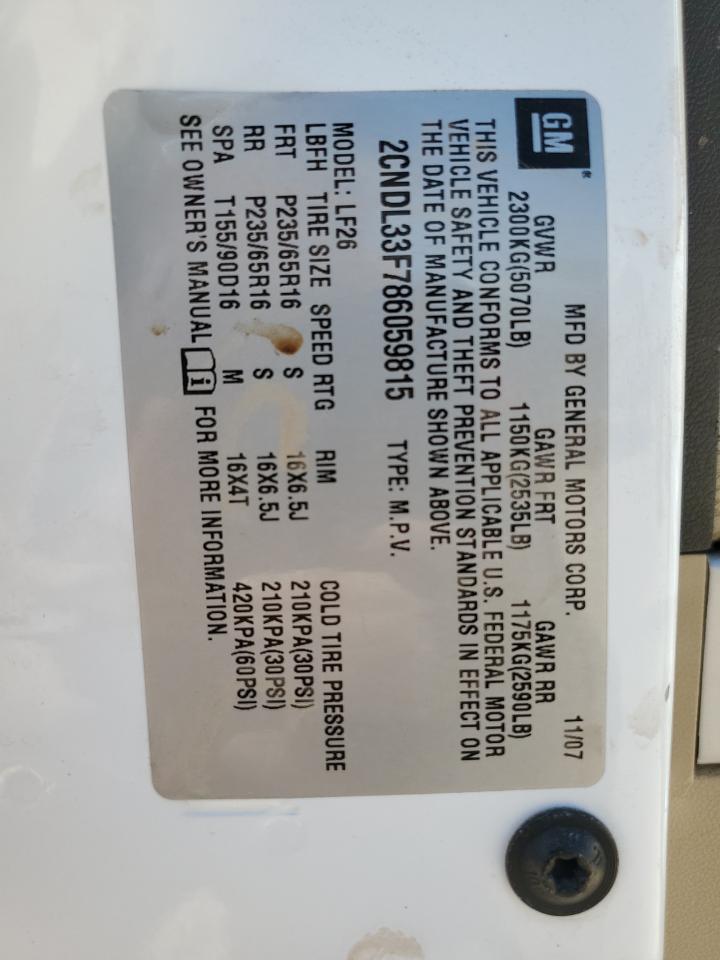 GM ®
MFD BY GENERAL MOTORS CORP. 11/07
GVWR GAWR FRT GAWR RR
2300KG(5070LB) 1150KG(2535LB) 1175KG(2590LB)
THIS VEHICLE CONFORMS TO ALL APPLICABLE U.S. FEDERAL MOTOR
VEHICLE SAFETY AND THEFT PREVENTION STANDARDS IN EFFECT ON
THE DATE OF MANUFACTURE SHOWN ABOVE.
2CNDL33F786059815 TYPE: M.P.V.
MODEL: LF26
LBFH TIRE SIZE SPEED RTG RIM COLD TIRE PRESSURE
FRT P235/65R16 S 16X6.5J 210KPA(30PSI)
RR P235/65R16 S 16X6.5J 210KPA(30PSI)
SPA T155/90D16 M 16X4T 420KPA(60PSI)
SEE OWNER'S MANUAL i FOR MORE INFORMATION.